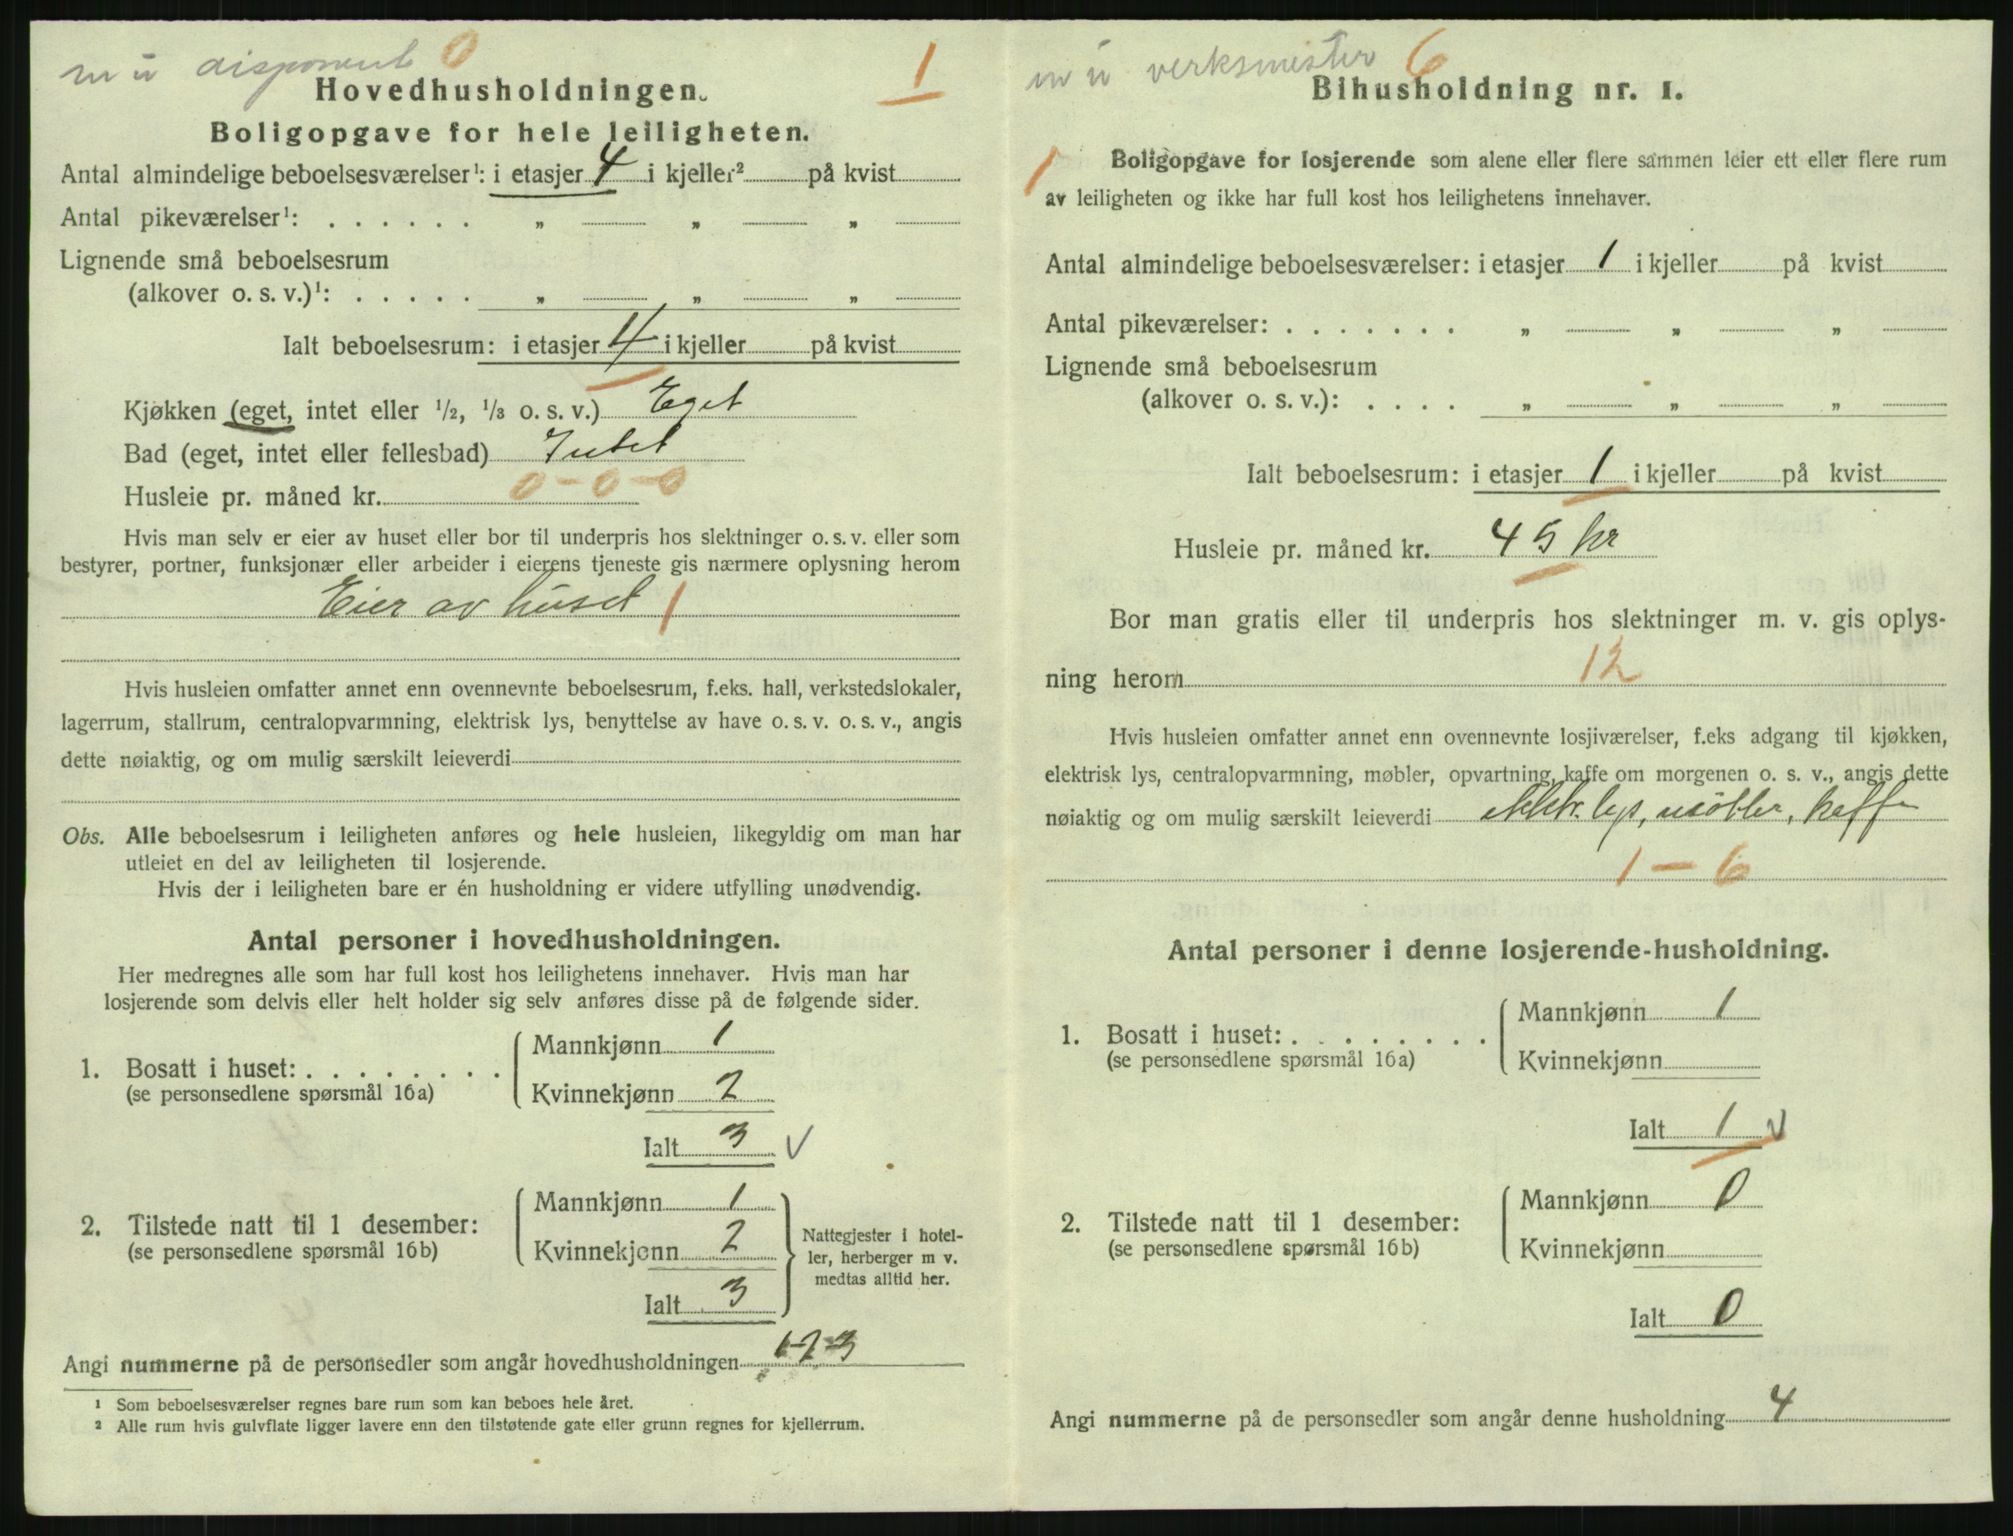 m u disponent 0
1
Hovedhusholdningen.
Boligopgave for hele leiligheten.
Antal almindelige beboelsesværelser¹: i etasjer 4 i kjeller² på kvist
Antal pikeværelser¹: . . . . . . „ „ „
Lignende små beboelsesrum
(alkover o. s. v.)¹: . . . . . „ „ „
Ialt beboelsesrum: i etasjer 4 i kjeller på kvist
Kjøkken (eget, intet eller ½, ⅓ o. s. v.) Eget
Bad (eget, intet eller fellesbad) Intet
Husleie pr. måned kr. 0-0-0
Hvis man selv er eier av huset eller bor til underpris hos slektninger o. s. v. eller som
bestyrer, portner, funksjonær eller arbeider i eierens tjeneste gis nærmere oplysning herom
Eier av huset 1
Hvis husleien omfatter annet enn ovennevnte beboelsesrum, f.eks. hall, verkstedslokaler,
lagerrum, stallrum, centralopvarmning, elektrisk lys, benyttelse av have o. s. v. o. s. v., angis
dette nøiaktig, og om mulig særskilt leieverdi
Obs. Alle beboelsesrum i leiligheten anføres og hele husleien, likegyldig om man har
utleiet en del av leiligheten til losjerende.
Hvis der i leiligheten bare er én husholdning er videre utfylling unødvendig.
Antal personer i hovedhusholdningen.
Her medregnes alle som har full kost hos leilighetens innehaver. Hvis man har
losjerende som delvis eller helt holder sig selv anføres disse på de følgende sider.
1. Bosatt i huset: . . . . . . . . Mannkjønn 1
(se personsedlene spørsmål 16a) Kvinnekjønn 2
Ialt 3 V
2. Tilstede natt til 1 desember: Mannkjønn 1
(se personsedlene spørsmål 16b) Kvinnekjønn 2
Ialt 3
Nattegjester i hotel-
ler, herberger m v.
medtas alltid her.
Angi nummerne på de personsedler som angår hovedhusholdningen 1-2-3
¹ Som beboelsesværelser regnes bare rum som kan beboes hele året.
² Alle rum hvis gulvflate ligger lavere enn den tilstøtende gate eller grunn regnes for kjellerrum.
m u verksmester 6
Bihusholdning nr. 1.
1
Boligopgave for losjerende som alene eller flere sammen leier ett eller flere rum
av leiligheten og ikke har full kost hos leilighetens innehaver.
Antal almindelige beboelsesværelser: i etasjer 1 i kjeller på kvist
Antal pikeværelser: . . . . . . . „ „ „
Lignende små beboelsesrum
(alkover o. s. v.): . . . . „ „ „
Ialt beboelsesrum: i etasjer 1 i kjeller på kvist
Husleie pr. måned kr. 45 kr
Bor man gratis eller til underpris hos slektninger m. v. gis oplys-
ning herom 12
Hvis husleien omfatter annet enn ovennevnte losjiværelser, f.eks adgang til kjøkken,
elektrisk lys, centralopvarmning, møbler, opvartning, kaffe om morgenen o. s. v., angis dette
nøiaktig og om mulig særskilt leieverdi elektr. lys, møbler, kaffe
1 - 6
Antal personer i denne losjerende-husholdning.
1. Bosatt i huset: . . . . . . . . Mannkjønn 1
(se personsedlene spørsmål 16a) Kvinnekjønn
Ialt 1 V
2. Tilstede natt til 1 desember: Mannkjønn 0
(se personsedlene spørsmål 16b) Kvinnekjønn
Ialt 0
Angi nummerne på de personsedler som angår denne husholdning 4